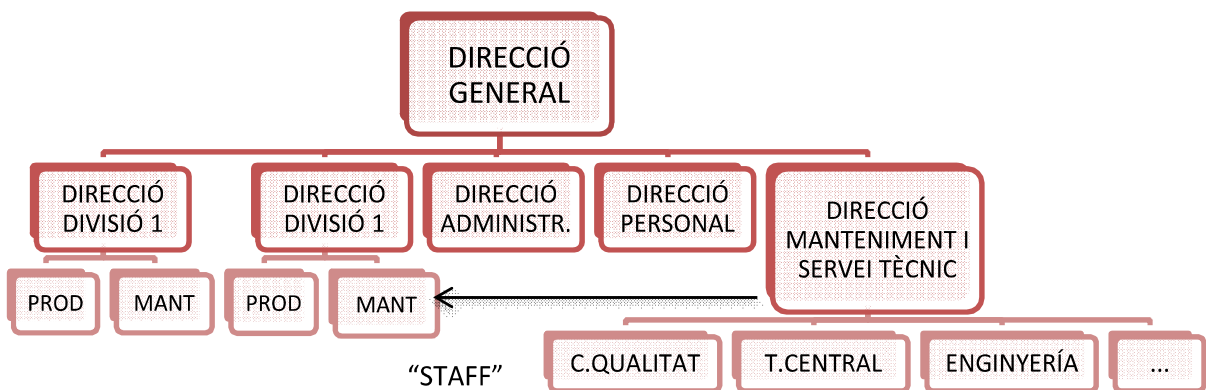 DIRECCIÓ
GENERAL
DIRECCIÓ
DIVISIÓ 1
DIRECCIÓ
DIVISIÓ 1
DIRECCIÓ
ADMINISTR.
DIRECCIÓ
PERSONAL
DIRECCIÓ
MANTENIMENT I
SERVEI TÈCNIC
PROD
MANT
PROD
MANT
C.QUALITAT
T.CENTRAL
ENGINYERÍA
...
“STAFF”